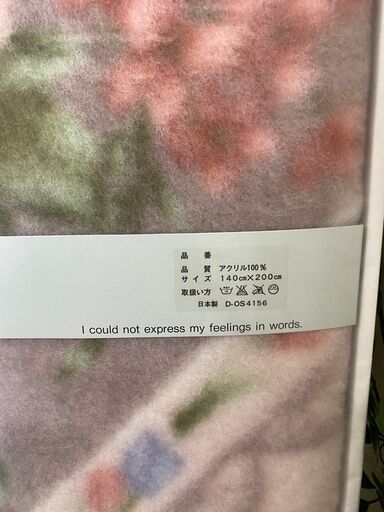 品 番
品 質 アクリル100%
サイズ 140cm×200cm
取扱い方
日本製 D-OS4156
I could not express my feelings in words.